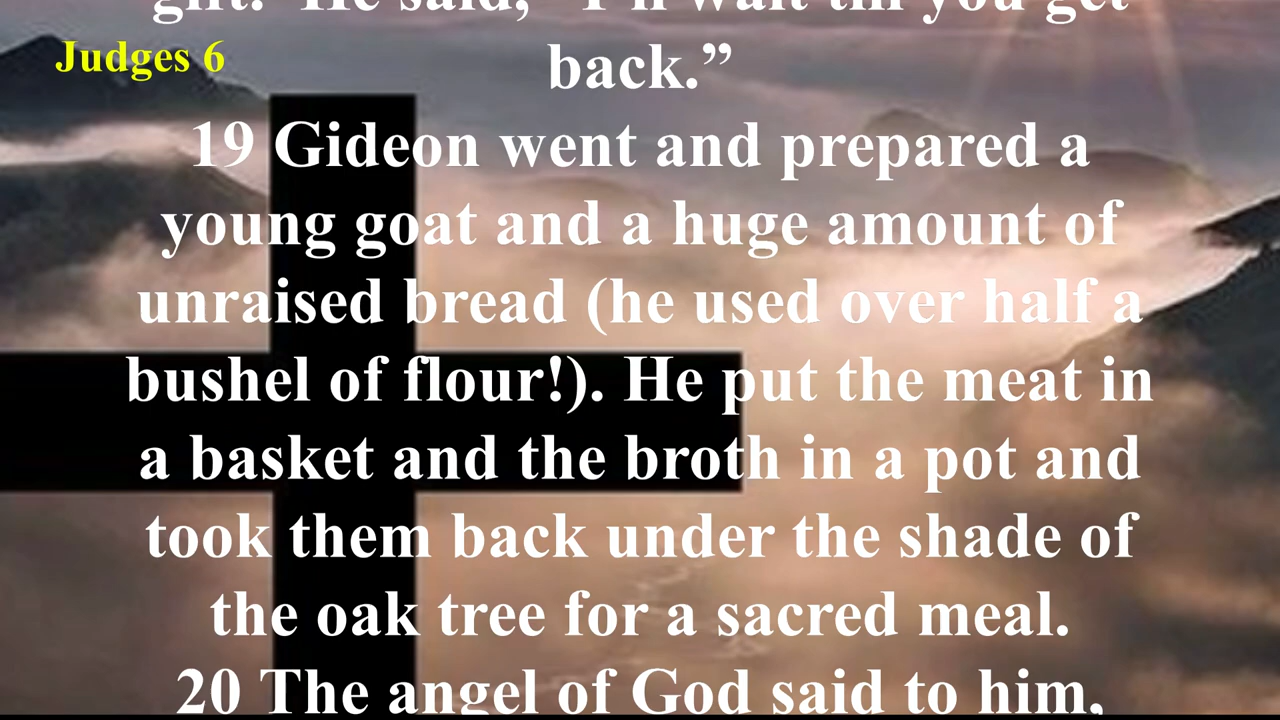 gift." He said, "I'll wait till you get
Judges 6
back.”
19 Gideon went and prepared a
young goat and a huge amount of
unraised bread (he used over half a
bushel of flour!). He put the meat in
a basket and the broth in a pot and
took them back under the shade of
the oak tree for a sacred meal.
20 The angel of God said to him,